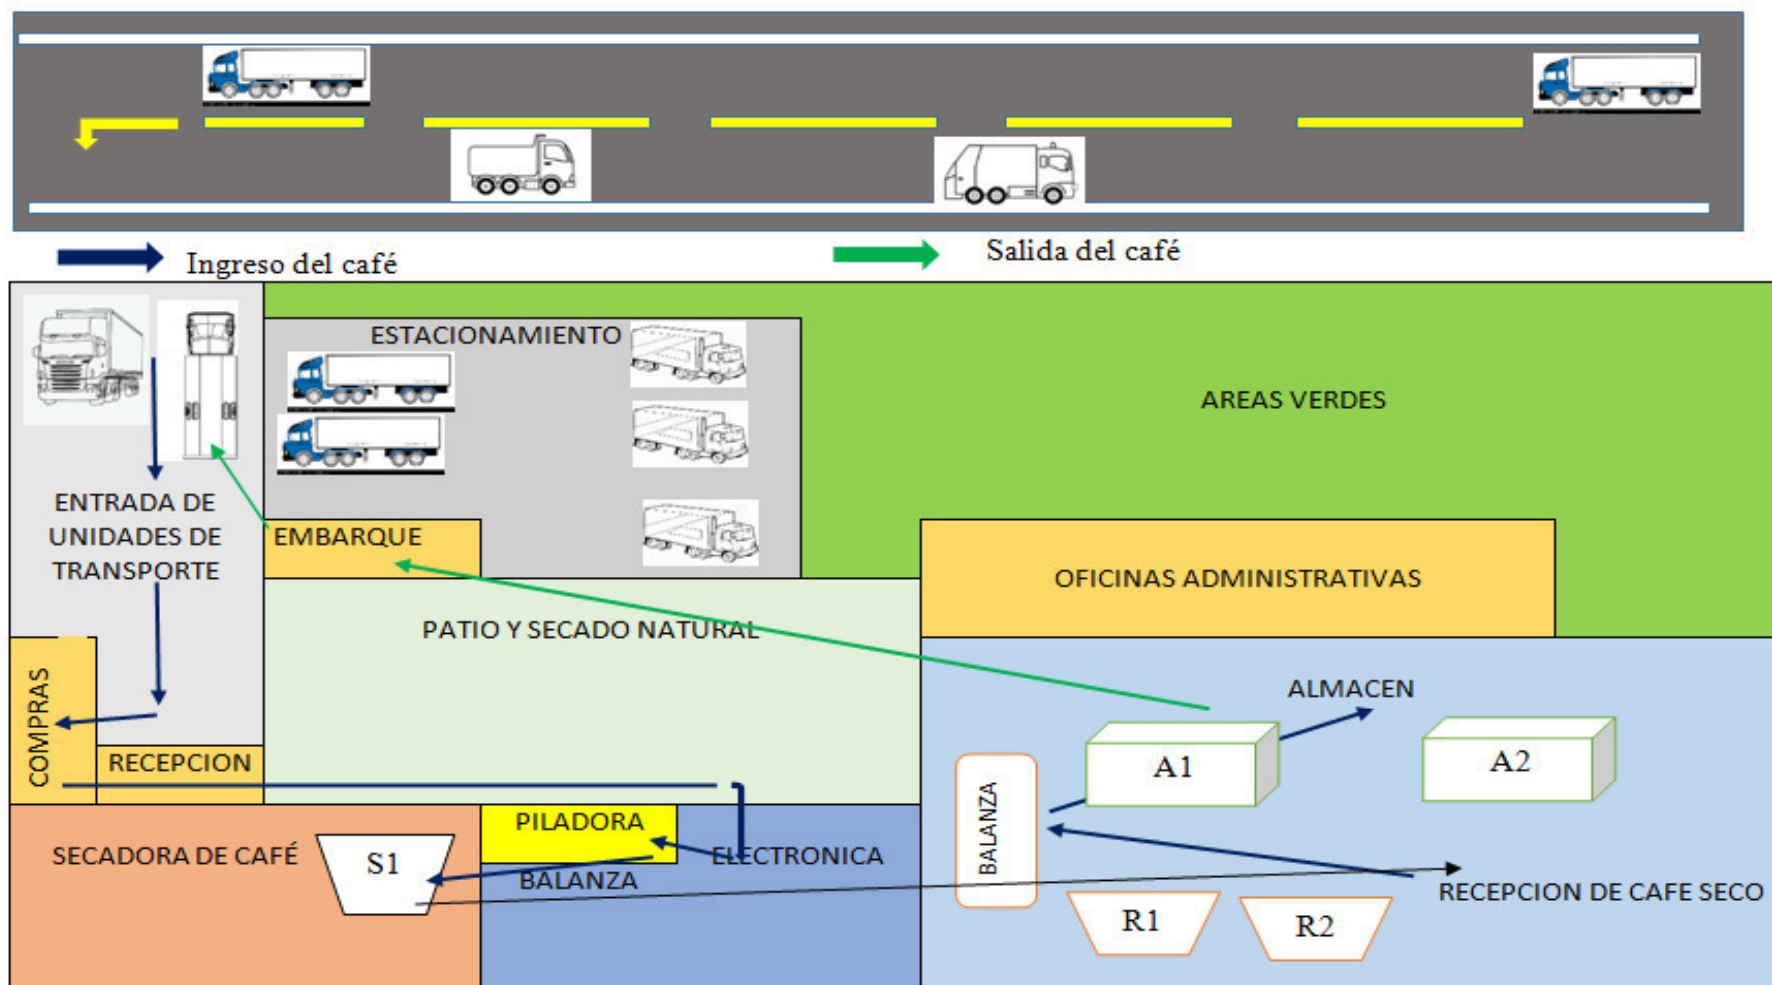 Ingreso del café
Salida del café
ESTACIONAMIENTO
AREAS VERDES
ENTRADA DE
UNIDADES DE
TRANSPORTE
EMBARQUE
OFICINAS ADMINISTRATIVAS
PATIO Y SECADO NATURAL
COMPRAS
RECEPCION
ALMACEN
A1
A2
BALANZA
PILADORA
SECADORA DE CAFÉ
S1
ELECTRONICA
BALANZA
RECEPCION DE CAFE SECO
R1
R2